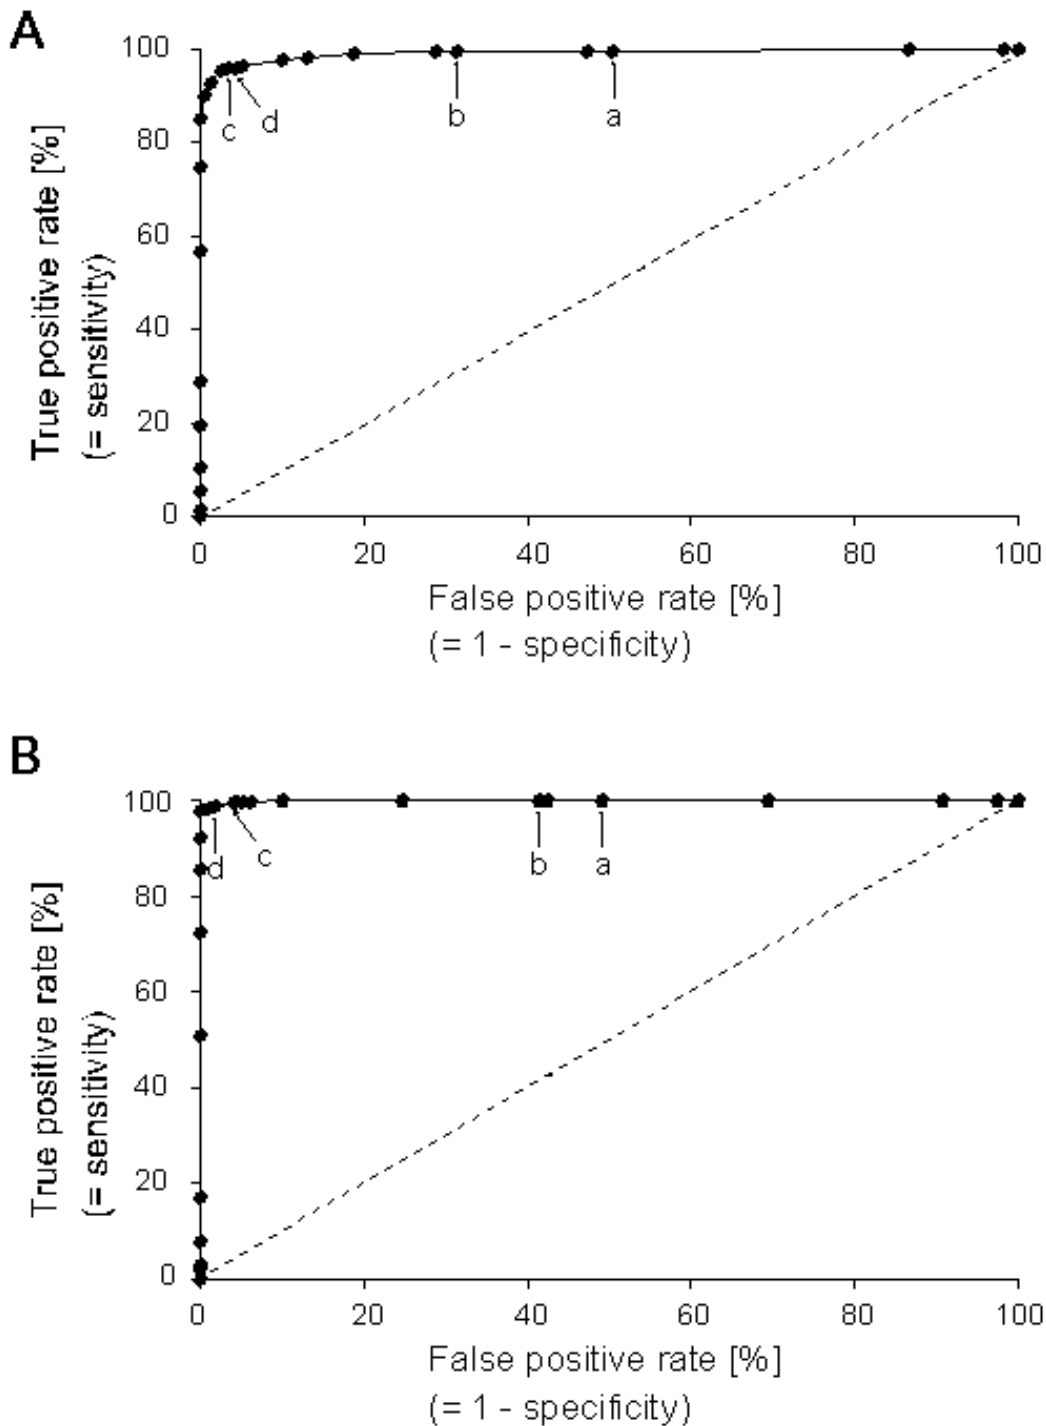 A
100
80
60
40
20
0
True positive rate [%]
(= sensitivity)
c
d
b
a
0 20 40 60 80 100
False positive rate [%]
(= 1 - specificity)
B
100
80
60
40
20
0
True positive rate [%]
(= sensitivity)
d
c
b
a
0 20 40 60 80 100
False positive rate [%]
(= 1 - specificity)